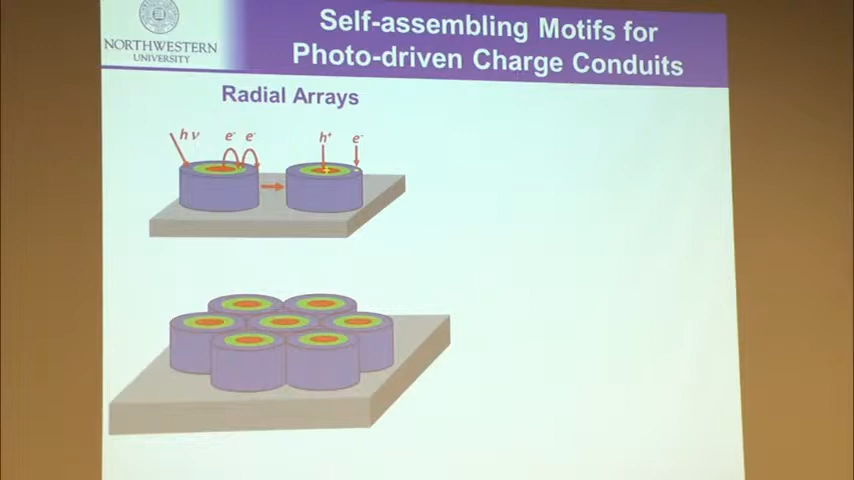 Self-assembling Motifs for
Photo-driven Charge Conduits
NORTHWESTERN
UNIVERSITY
Radial Arrays
hν e⁻ e⁻ h⁺ e⁻